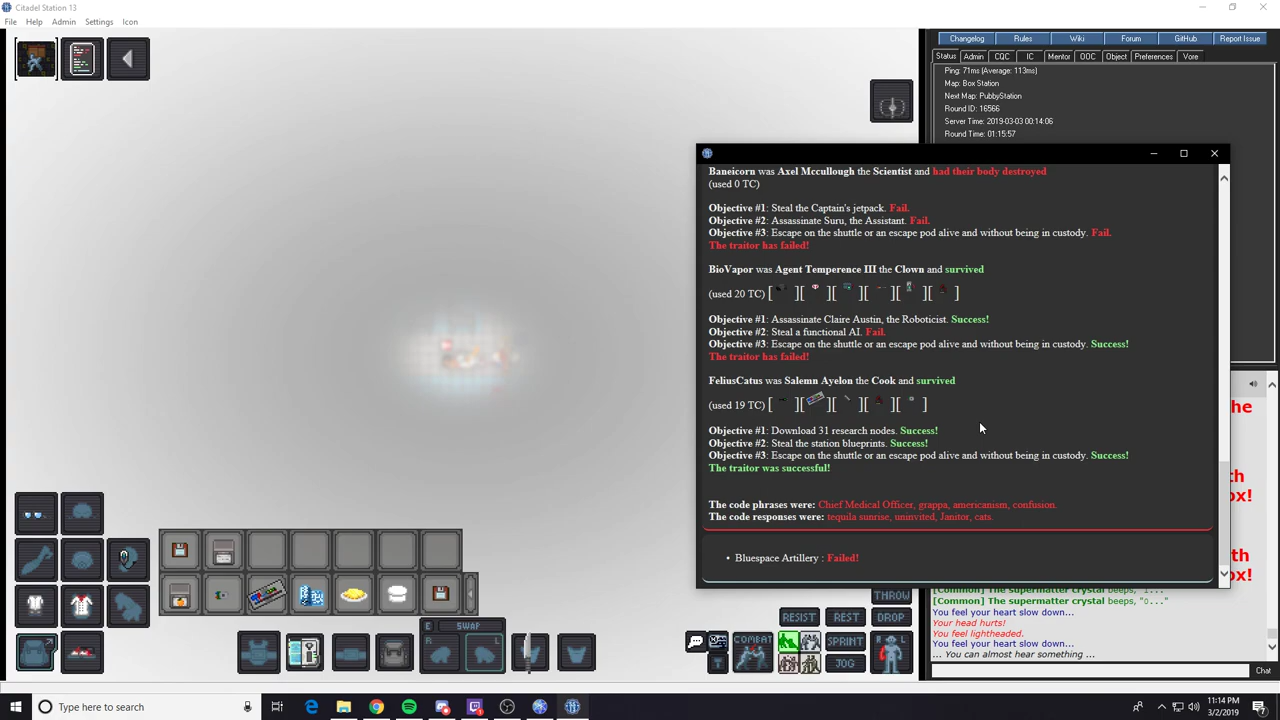 Citadel Station 13
File Help Admin Settings Icon
Changelog Rules Wiki Forum GitHub Report Issue
Status Admin CQC IC Mentor OOC Object Preferences Vore
Ping: 71ms (Average: 113ms)
Map: Box Station
Next Map: PubbyStation
Round ID: 16566
Server Time: 2019-03-03 00:14:06
Round Time: 01:15:57
Baneicorn was Axel Mccullough the Scientist and had their body destroyed
(used 0 TC)
Objective #1: Steal the Captain's jetpack. Fail.
Objective #2: Assassinate Suru, the Assistant. Fail.
Objective #3: Escape on the shuttle or an escape pod alive and without being in custody. Fail.
The traitor has failed!
BioVapor was Agent Temperence III the Clown and survived
(used 20 TC) [ ][ ][ ][ ][ ][ ]
Objective #1: Assassinate Claire Austin, the Roboticist. Success!
Objective #2: Steal a functional AI. Fail.
Objective #3: Escape on the shuttle or an escape pod alive and without being in custody. Success!
The traitor has failed!
FeliusCatus was Salemn Ayelon the Cook and survived
(used 19 TC) [ ][ ][ ][ ][ ]
Objective #1: Download 31 research nodes. Success!
Objective #2: Steal the station blueprints. Success!
Objective #3: Escape on the shuttle or an escape pod alive and without being in custody. Success!
The traitor was successful!
The code phrases were: Chief Medical Officer, grappa, americanism, confusion.
The code responses were: tequila sunrise, uninvited, Janitor, cats.
• Bluespace Artillery : Failed!
he
th
ox!
th
ox!
[Common] The supermatter crystal beeps, "1..."
[Common] The supermatter crystal beeps, "0..."
You feel your heart slow down...
Your head hurts!
You feel lightheaded.
You feel your heart slow down...
... You can almost hear something ...
Chat
THROW
RESIST REST DROP
E SWAP
R L
COMBAT SPRINT
JOG
R L
Type here to search
11:14 PM
3/2/2019